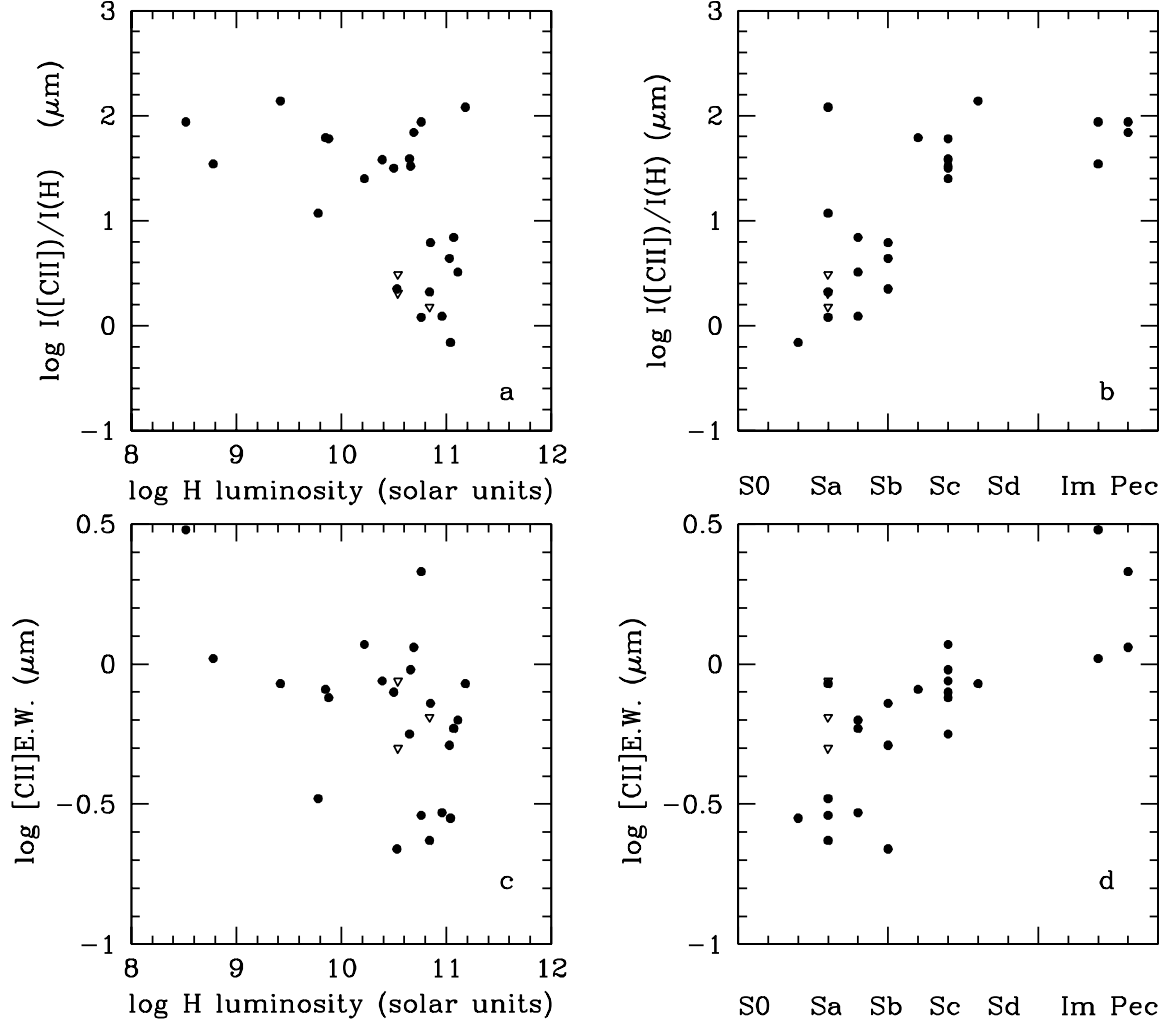 3
2
1
0
−1
log I([CII])/I(H) (μm)
a
8 9 10 11 12
log H luminosity (solar units)
3
2
1
0
−1
log I([CII])/I(H) (μm)
b
S0 Sa Sb Sc Sd Im Pec
0.5
0
−0.5
−1
log [CII]E.W. (μm)
c
8 9 10 11 12
log H luminosity (solar units)
0.5
0
−0.5
−1
log [CII]E.W. (μm)
d
S0 Sa Sb Sc Sd Im Pec